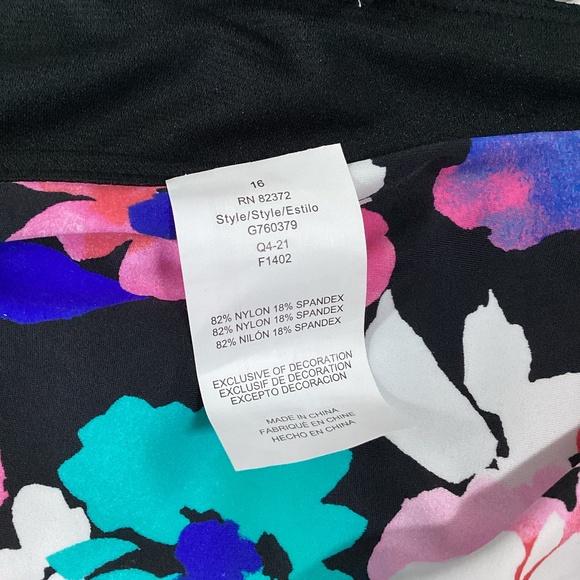 16
RN 82372
Style/Style/Estilo
G760379
Q4-21
F1402
82% NYLON 18% SPANDEX
82% NYLON 18% SPANDEX
82% NILÓN 18% SPANDEX
EXCLUSIVE OF DECORATION
EXCLUSIF DE DECORATION
EXCEPTO DECORACION
MADE IN CHINA
FABRIQUÉ EN CHINE
HECHO EN CHINA